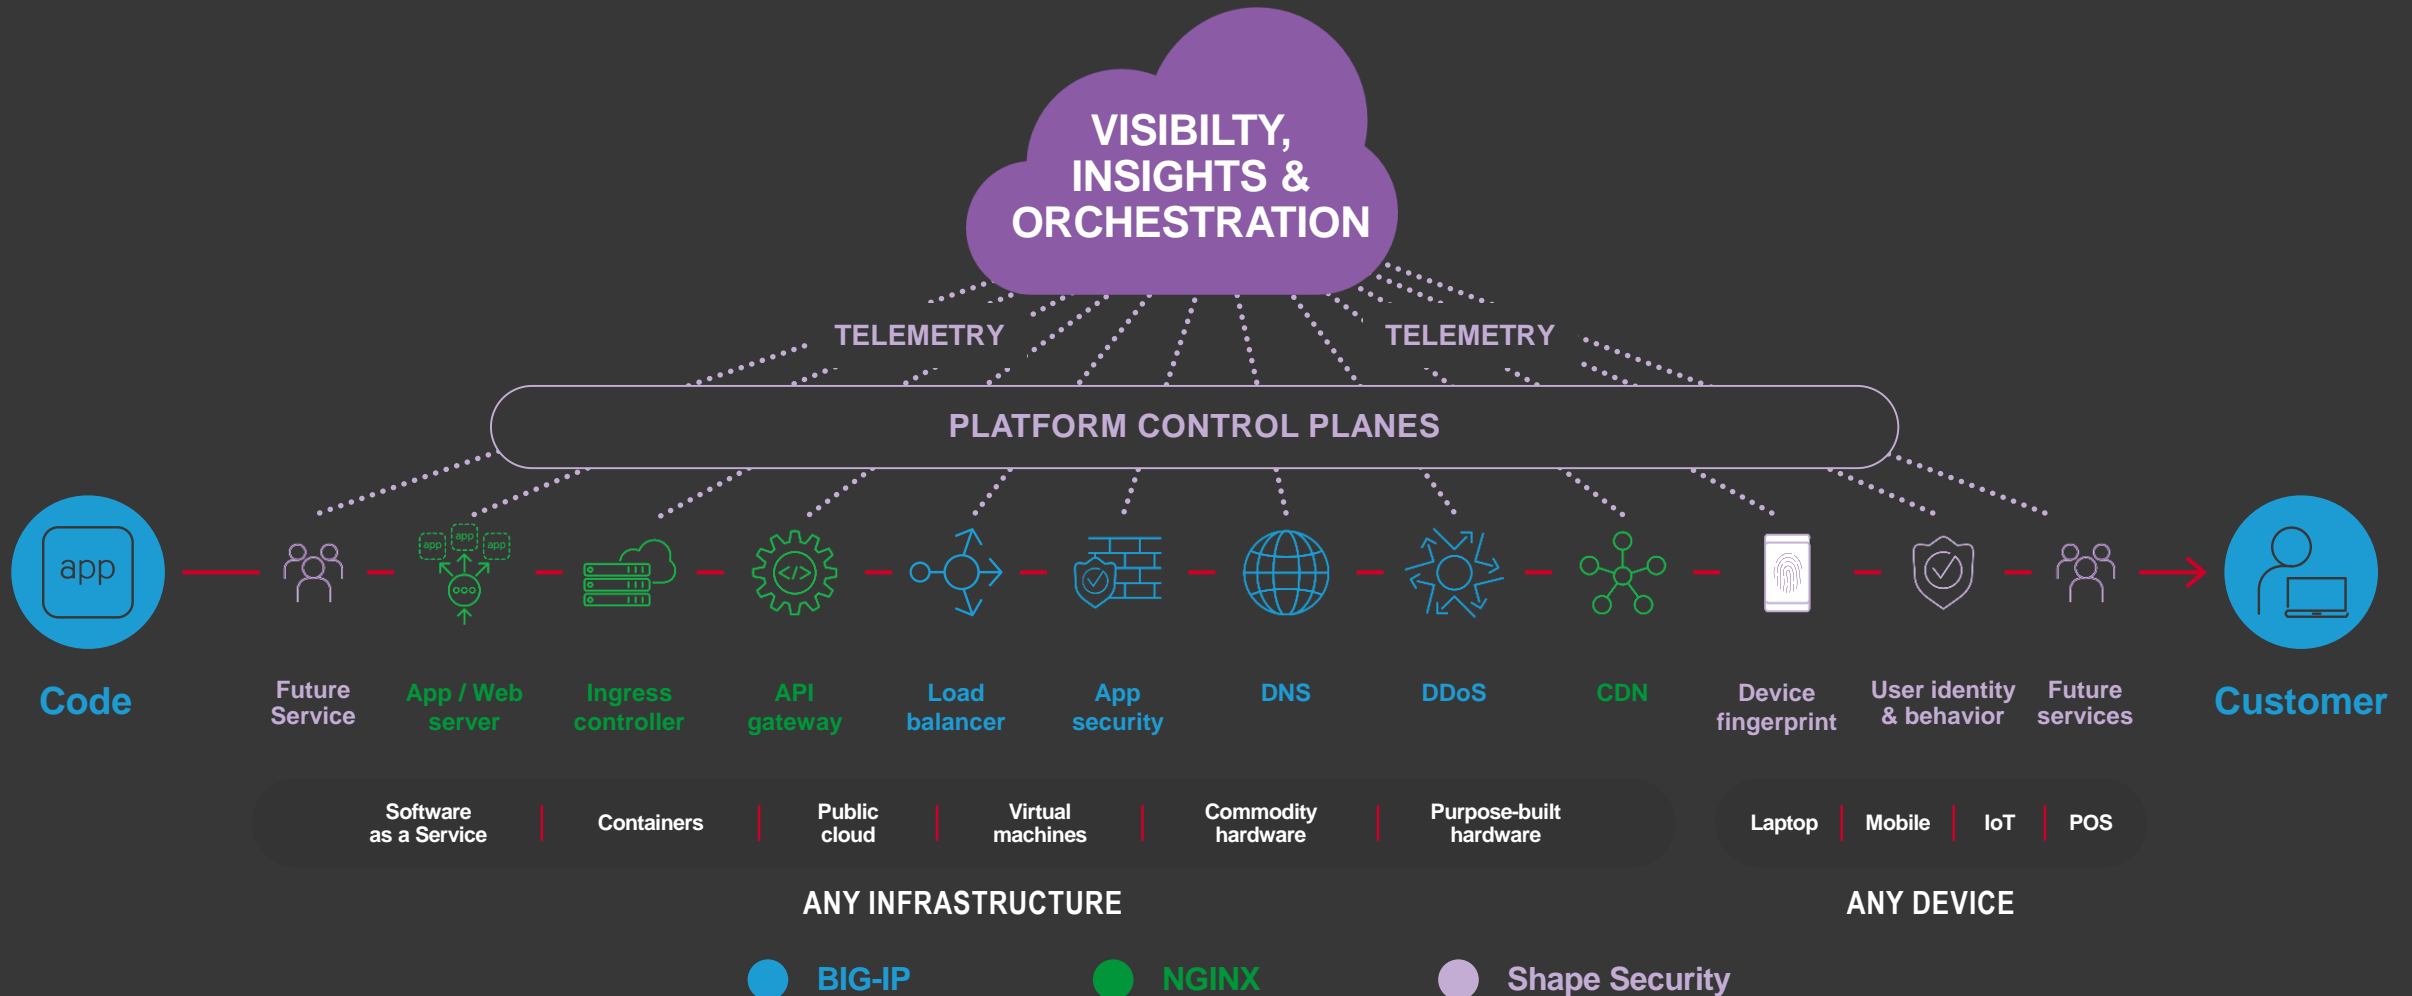 VISIBILTY,
INSIGHTS &
ORCHESTRATION
TELEMETRY
TELEMETRY
PLATFORM CONTROL PLANES
app
app
app
app
Code
Future
Service
App / Web
server
Ingress
controller
</>
API
gateway
Load
balancer
App
security
DNS
DDoS
CDN
Device
fingerprint
User identity
& behavior
Future
services
Customer
Software
as a Service
Containers
Public
cloud
Virtual
machines
Commodity
hardware
Purpose-built
hardware
Laptop
Mobile
IoT
POS
ANY INFRASTRUCTURE
ANY DEVICE
BIG-IP
NGINX
Shape Security